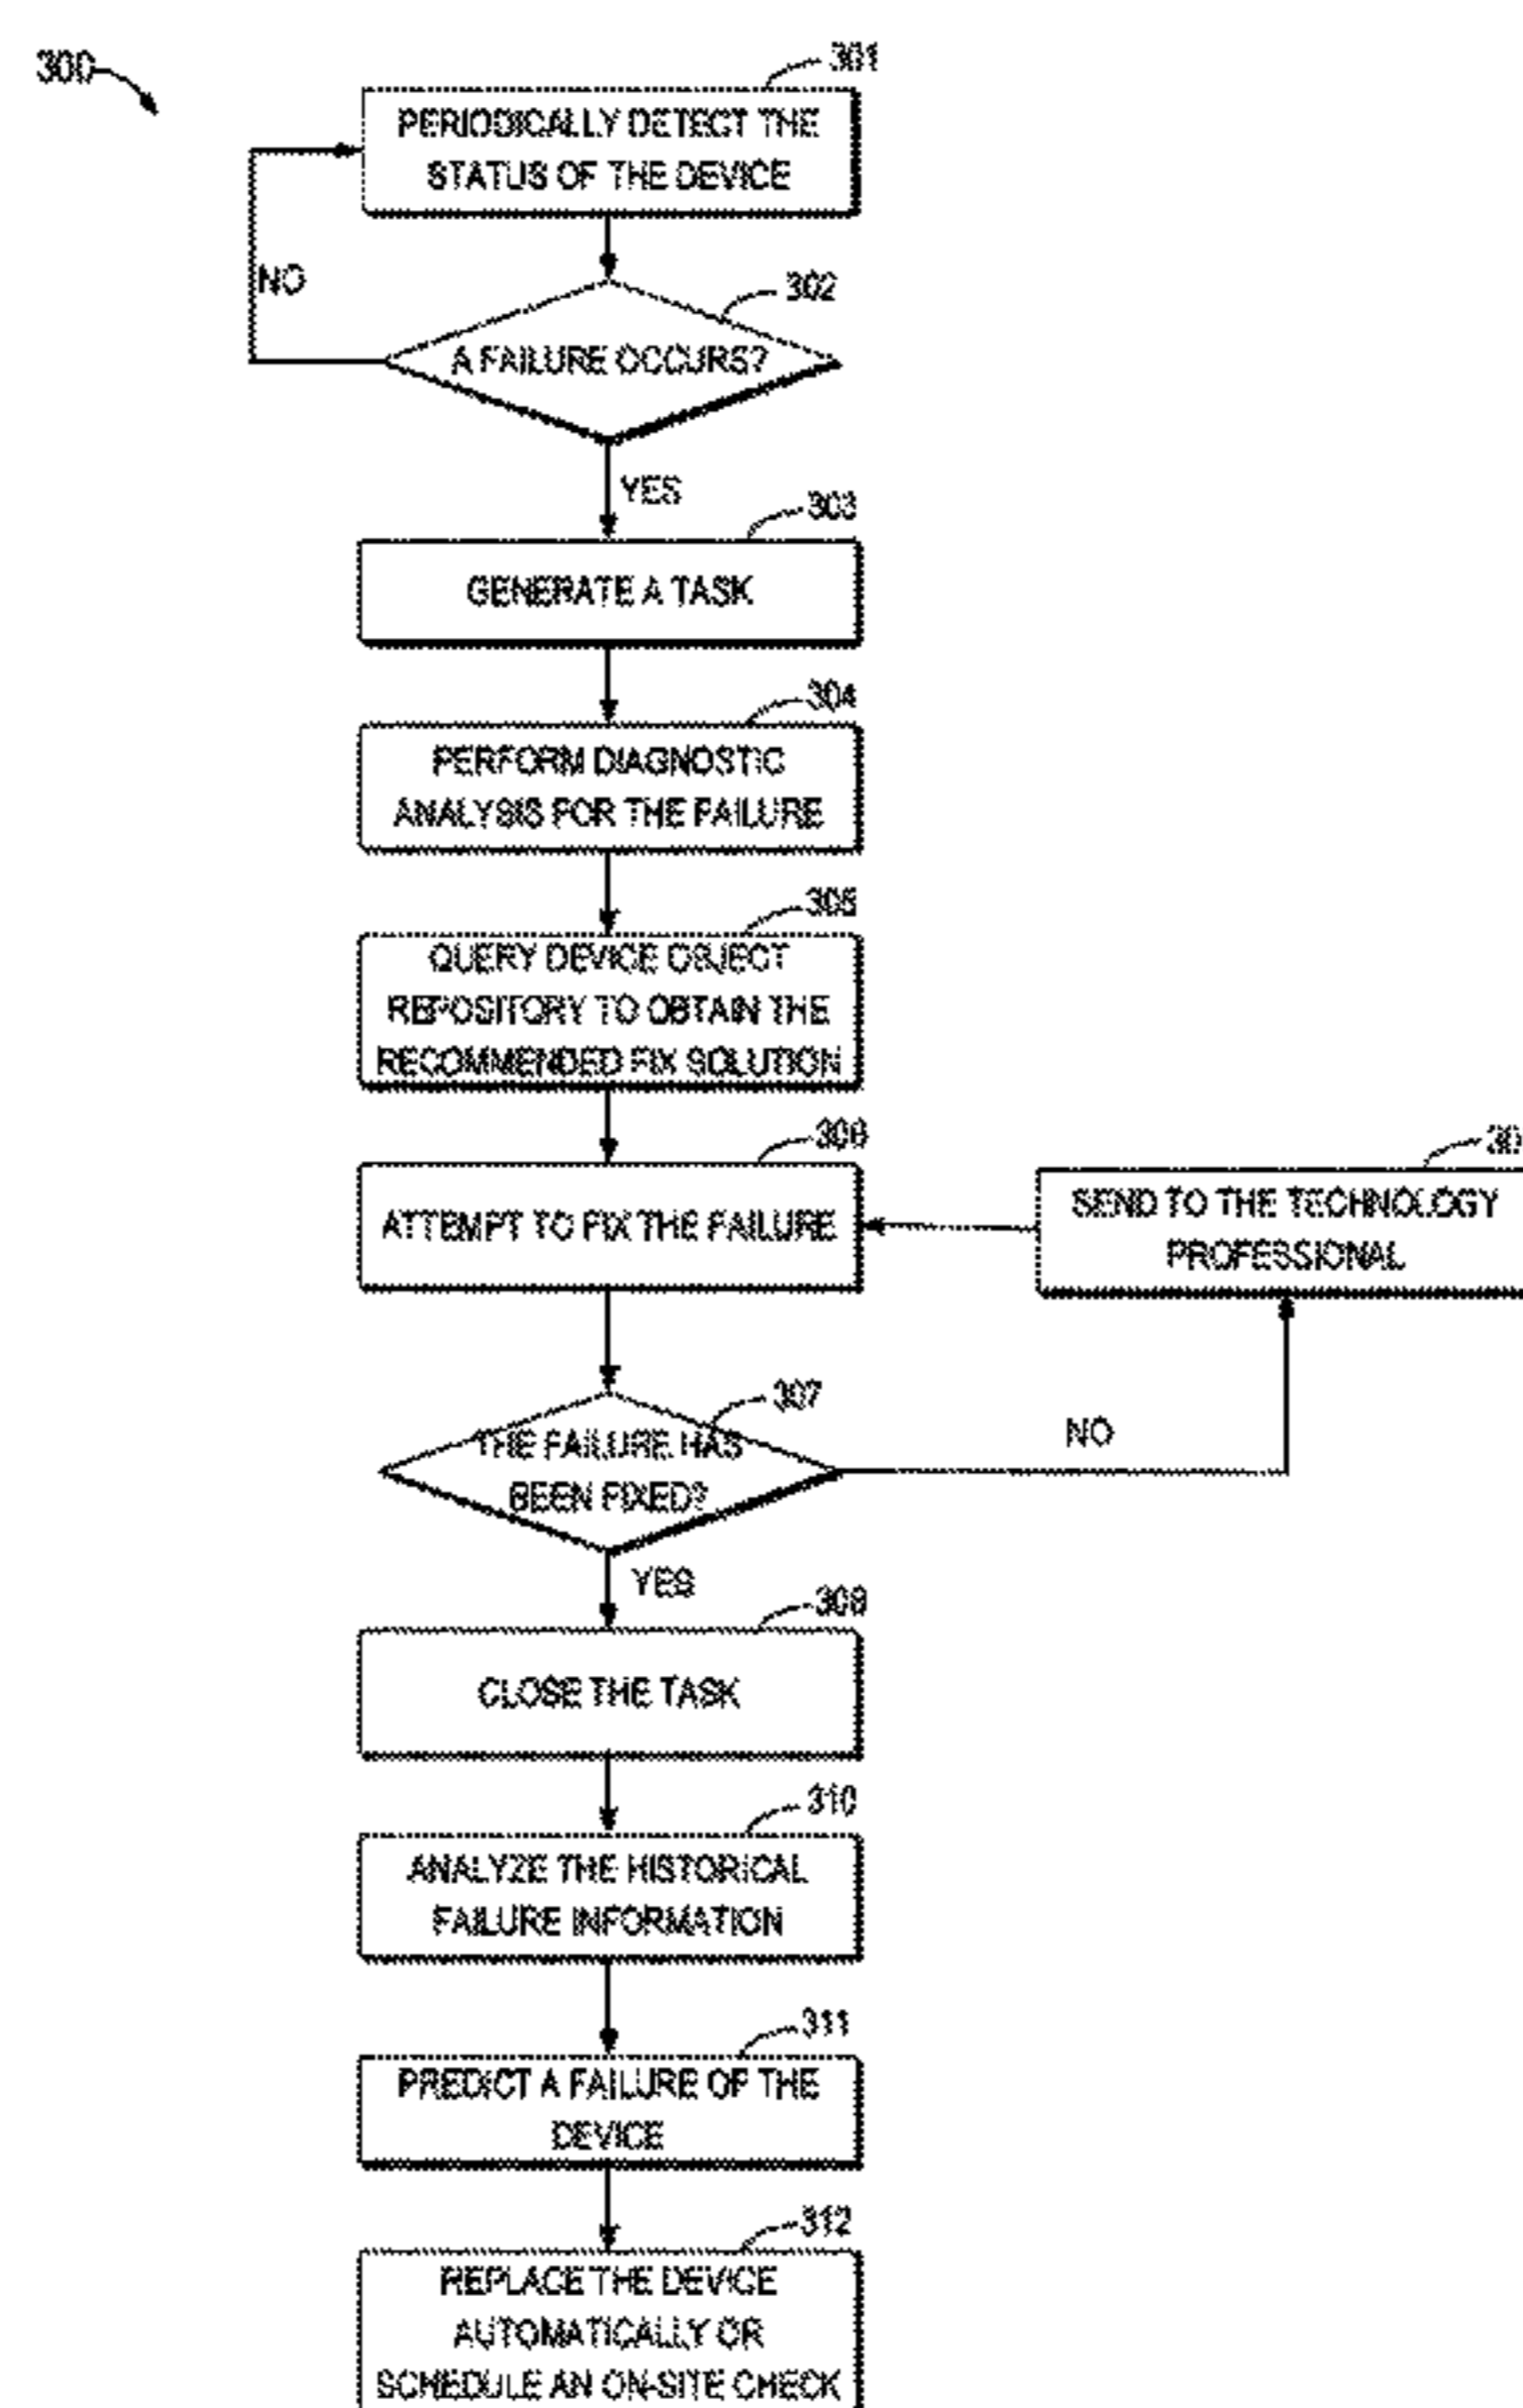 300
301
PERIODICALLY DETECT THE
STATUS OF THE DEVICE
NO
302
A FAILURE OCCURS?
YES
303
GENERATE A TASK
304
PERFORM DIAGNOSTIC
ANALYSIS FOR THE FAILURE
305
QUERY DEVICE OBJECT
REPOSITORY TO OBTAIN THE
RECOMMENDED FIX SOLUTION
306
ATTEMPT TO FIX THE FAILURE
30
SEND TO THE TECHNOLOGY
PROFESSIONAL
307
THE FAILURE HAS
BEEN FIXED?
NO
YES
309
CLOSE THE TASK
310
ANALYZE THE HISTORICAL
FAILURE INFORMATION
311
PREDICT A FAILURE OF THE
DEVICE
312
REPLACE THE DEVICE
AUTOMATICALLY OR
SCHEDULE AN ON-SITE CHECK